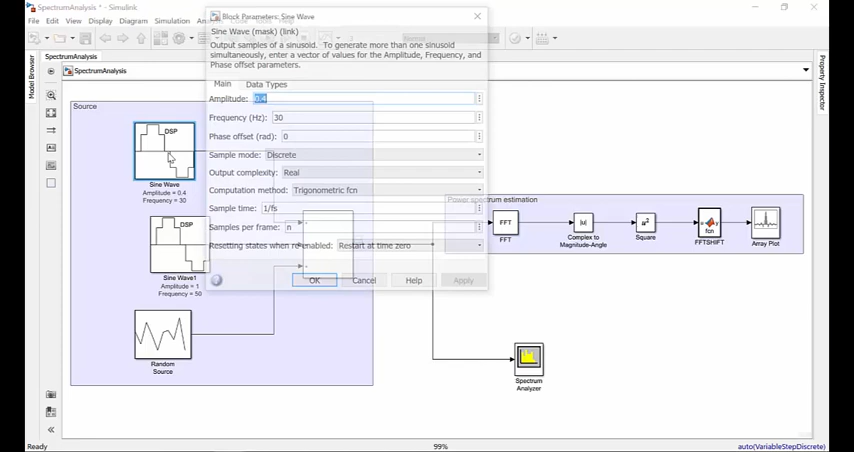 SpectrumAnalysis * - Simulink
Block Parameters: Sine Wave
File Edit View Display Diagram Simulation
Sine Wave (mask) (link)
Output samples of a sinusoid. To generate more than one sinusoid
simultaneously, enter a vector of values for the Amplitude, Frequency, and
Phase offset parameters.
Normal
SpectrumAnalysis
SpectrumAnalysis
Model Browser
Property Inspector
Main Data Types
Amplitude: 0.4
Frequency (Hz): 30
Phase offset (rad): 0
Sample mode: Discrete
Output complexity: Real
Computation method: Trigonometric fcn
Sample time: 1/fs
Samples per frame: n
Resetting states when re-enabled: Restart at time zero
OK Cancel Help Apply
Source
DSP
Sine Wave
Amplitude = 0.4
Frequency = 30
DSP
Sine Wave1
Amplitude = 1
Frequency = 50
Random
Source
Power spectrum estimation
FFT
FFT
|u|
Complex to
Magnitude-Angle
Square
fcn
FFTSHIFT
Array Plot
Spectrum
Analyzer
Ready
99%
auto(VariableStepDiscrete)